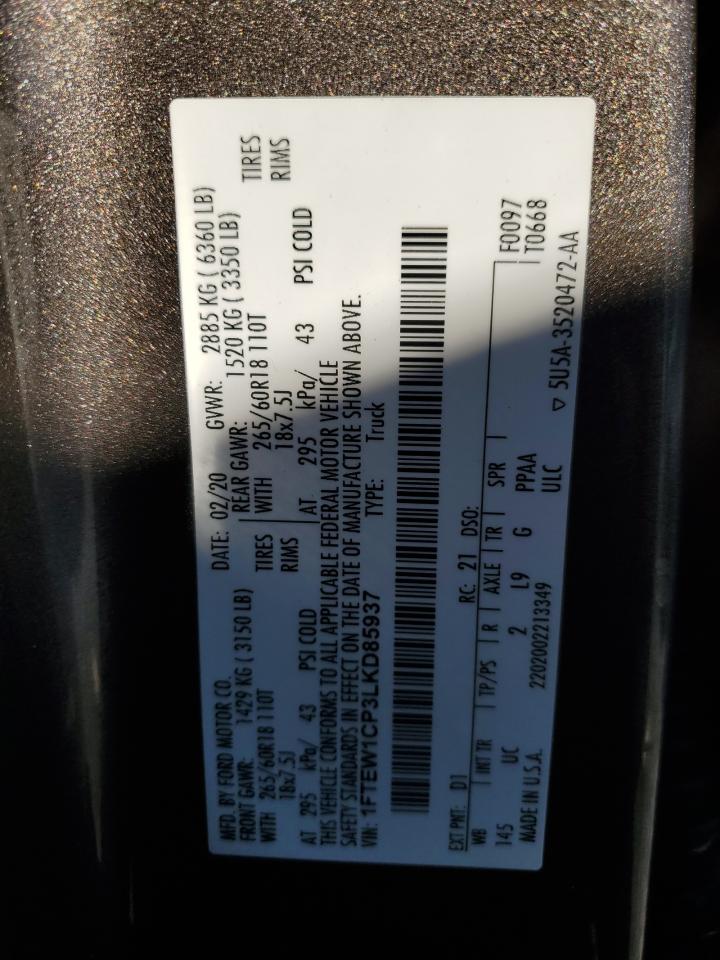 MFD. BY FORD MOTOR CO. DATE: 02/20 GVWR: 2885 KG ( 6360 LB)
FRONT GAWR: 1429 KG ( 3150 LB) REAR GAWR: 1520 KG ( 3350 LB)
WITH 265/60R18 110T TIRES WITH 265/60R18 110T TIRES
18x7.5J RIMS 18x7.5J RIMS
AT 295 kPa/ 43 PSI COLD AT 295 kPa/ 43 PSI COLD
THIS VEHICLE CONFORMS TO ALL APPLICABLE FEDERAL MOTOR VEHICLE
SAFETY STANDARDS IN EFFECT ON THE DATE OF MANUFACTURE SHOWN ABOVE.
VIN: 1FTEW1CP3LKD85937 TYPE: Truck
EXT PNT: D1 RC: 21 DSO:
WB INT TR TP/PS R AXLE TR SPR F0097
145 UC 2 L9 G PPAA T0668
MADE IN U.S.A. 2202002213349 ULC
▽ 5U5A-3520472-AA